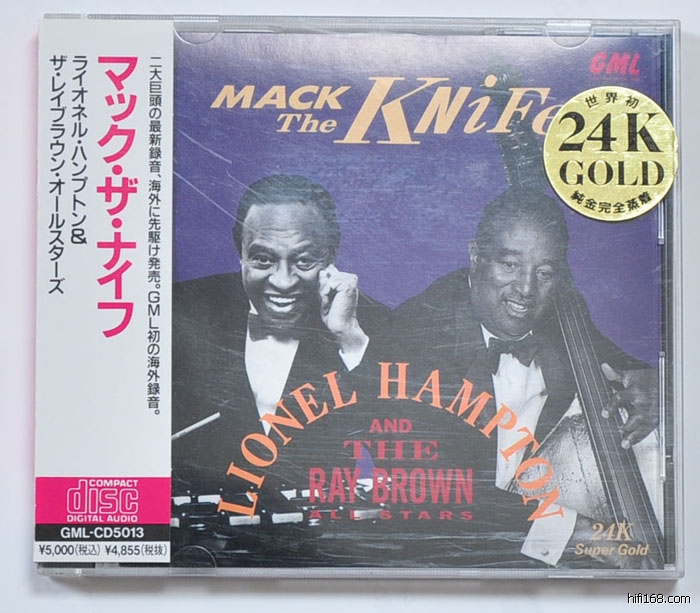 マック・ザ・ナイフ
ライオネル・ハンプトン&
ザ・レイブラウン・オールスターズ
二大巨頭の最新録音、海外に先駆け発売。GML初の海外録音。
COMPACT
disc
DIGITAL AUDIO
GML-CD5013
¥5,000(税込) ¥4,855(税抜)
GML
MACK
The KNiFe
世界初
24K
GOLD
純金完全蒸着
LIONEL HAMPTON
AND
THE
RAY BROWN
ALL STARS
24K
Super Gold
hifi168.com